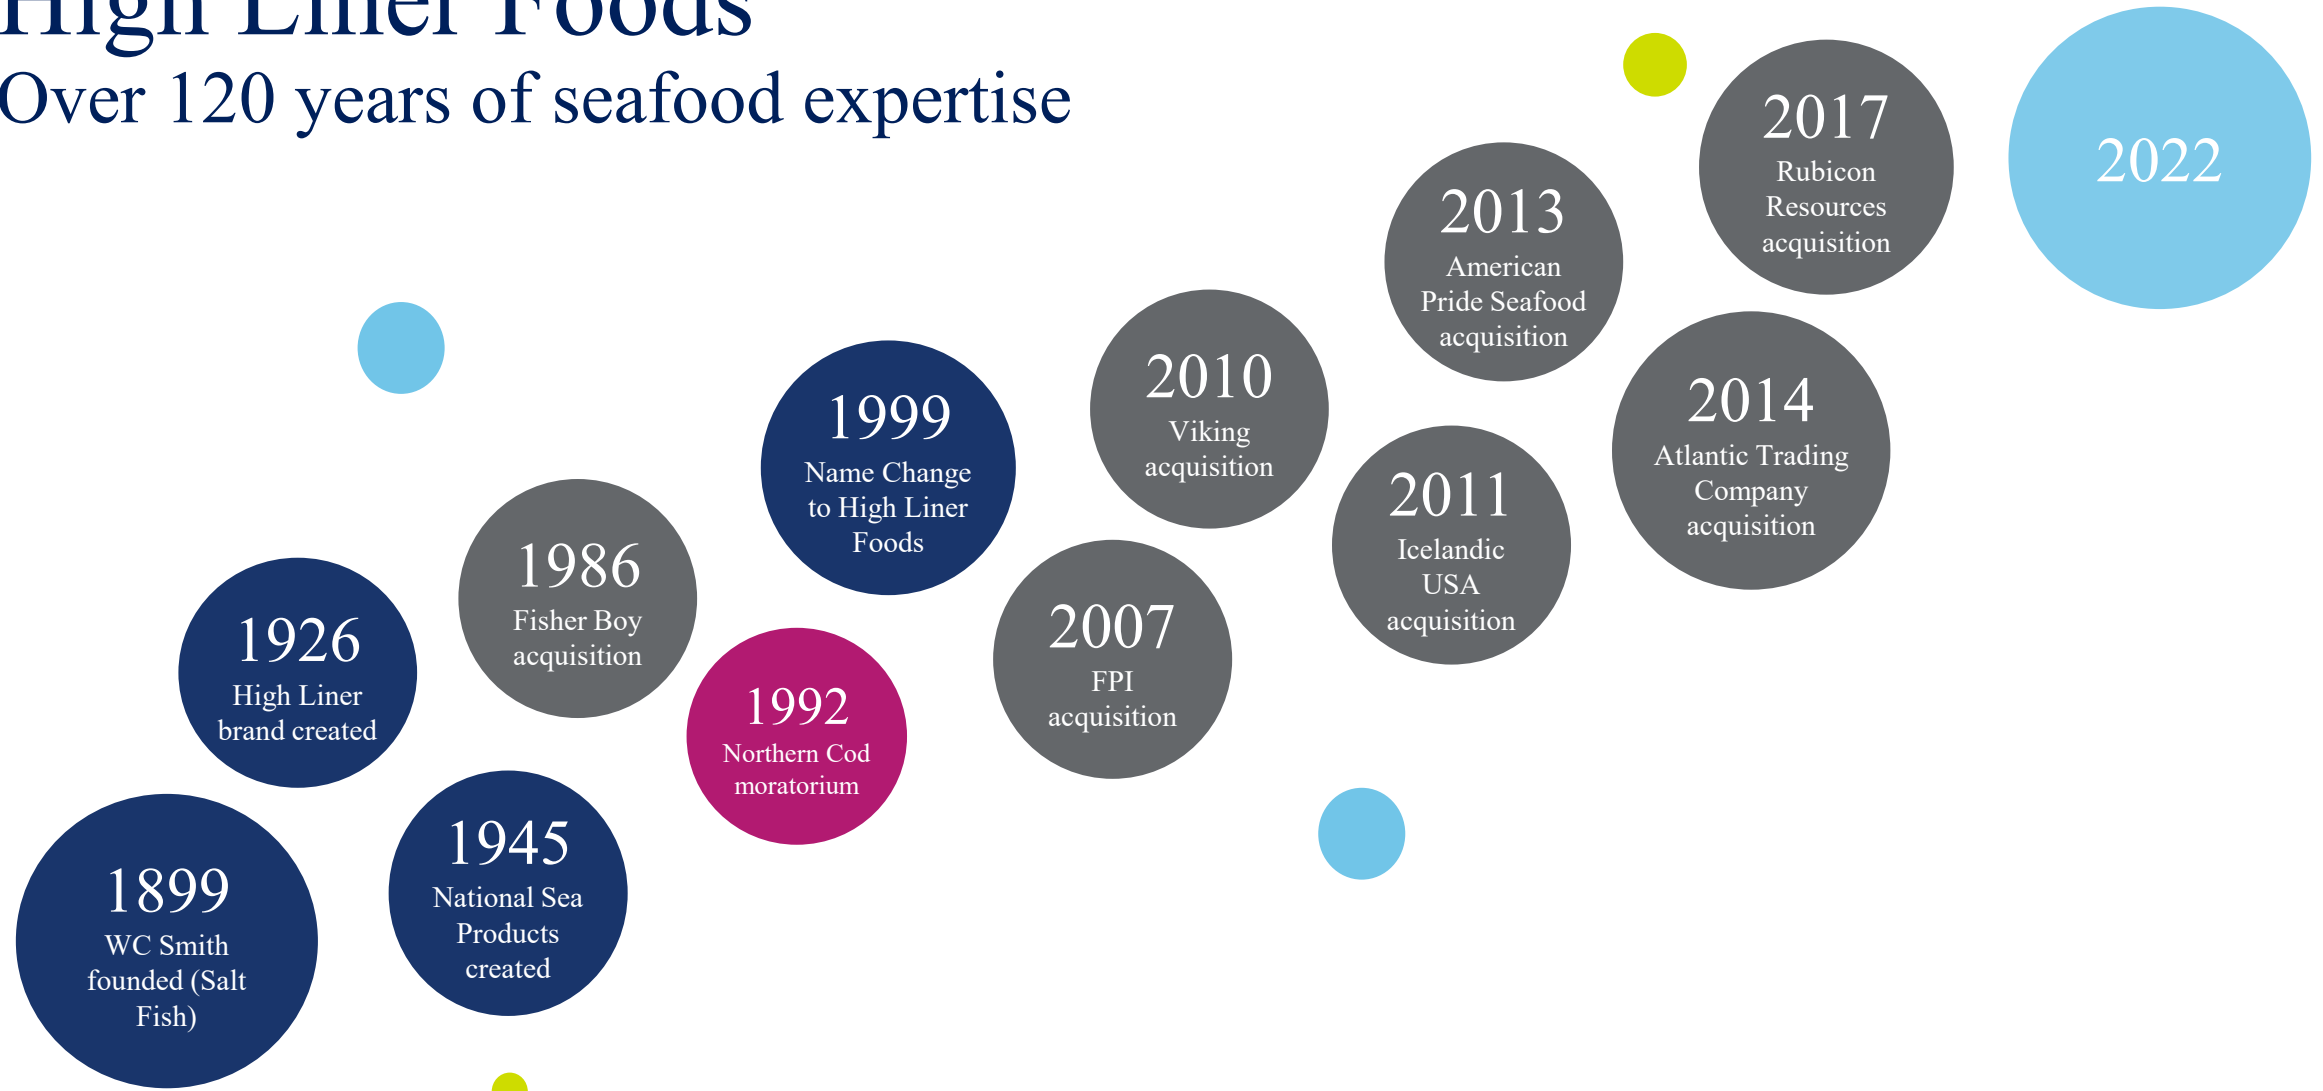 High Liner Foods
Over 120 years of seafood expertise
1899
WC Smith
founded (Salt
Fish)
1926
High Liner
brand created
1945
National Sea
Products
created
1986
Fisher Boy
acquisition
1992
Northern Cod
moratorium
1999
Name Change
to High Liner
Foods
2007
FPI
acquisition
2010
Viking
acquisition
2011
Icelandic
USA
acquisition
2013
American
Pride Seafood
acquisition
2014
Atlantic Trading
Company
acquisition
2017
Rubicon
Resources
acquisition
2022